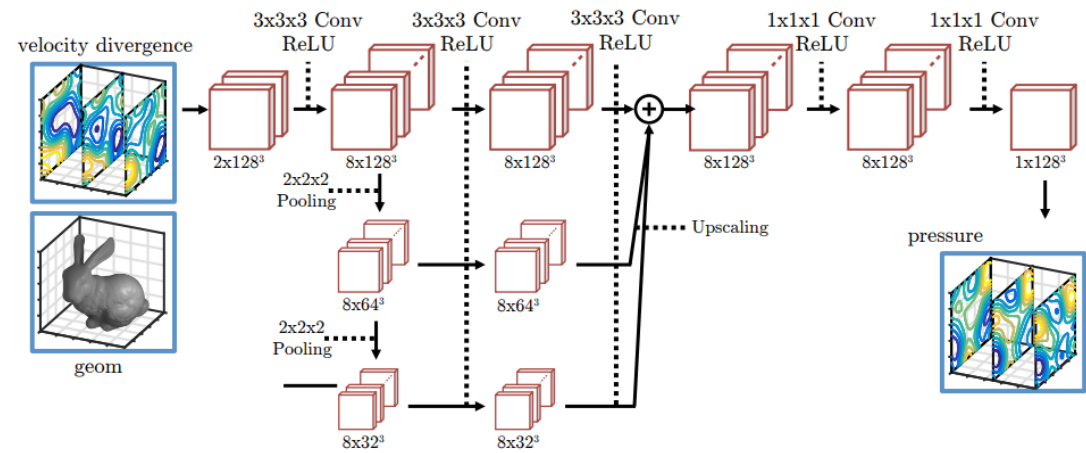 3x3x3 Conv
ReLU
3x3x3 Conv
ReLU
3x3x3 Conv
ReLU
1x1x1 Conv
ReLU
1x1x1 Conv
ReLU
velocity divergence
2x128³
8x128³
8x128³
8x128³
8x128³
1x128³
2x2x2
Pooling
Upscaling
pressure
8x64³
8x64³
2x2x2
Pooling
geom
8x32³
8x32³